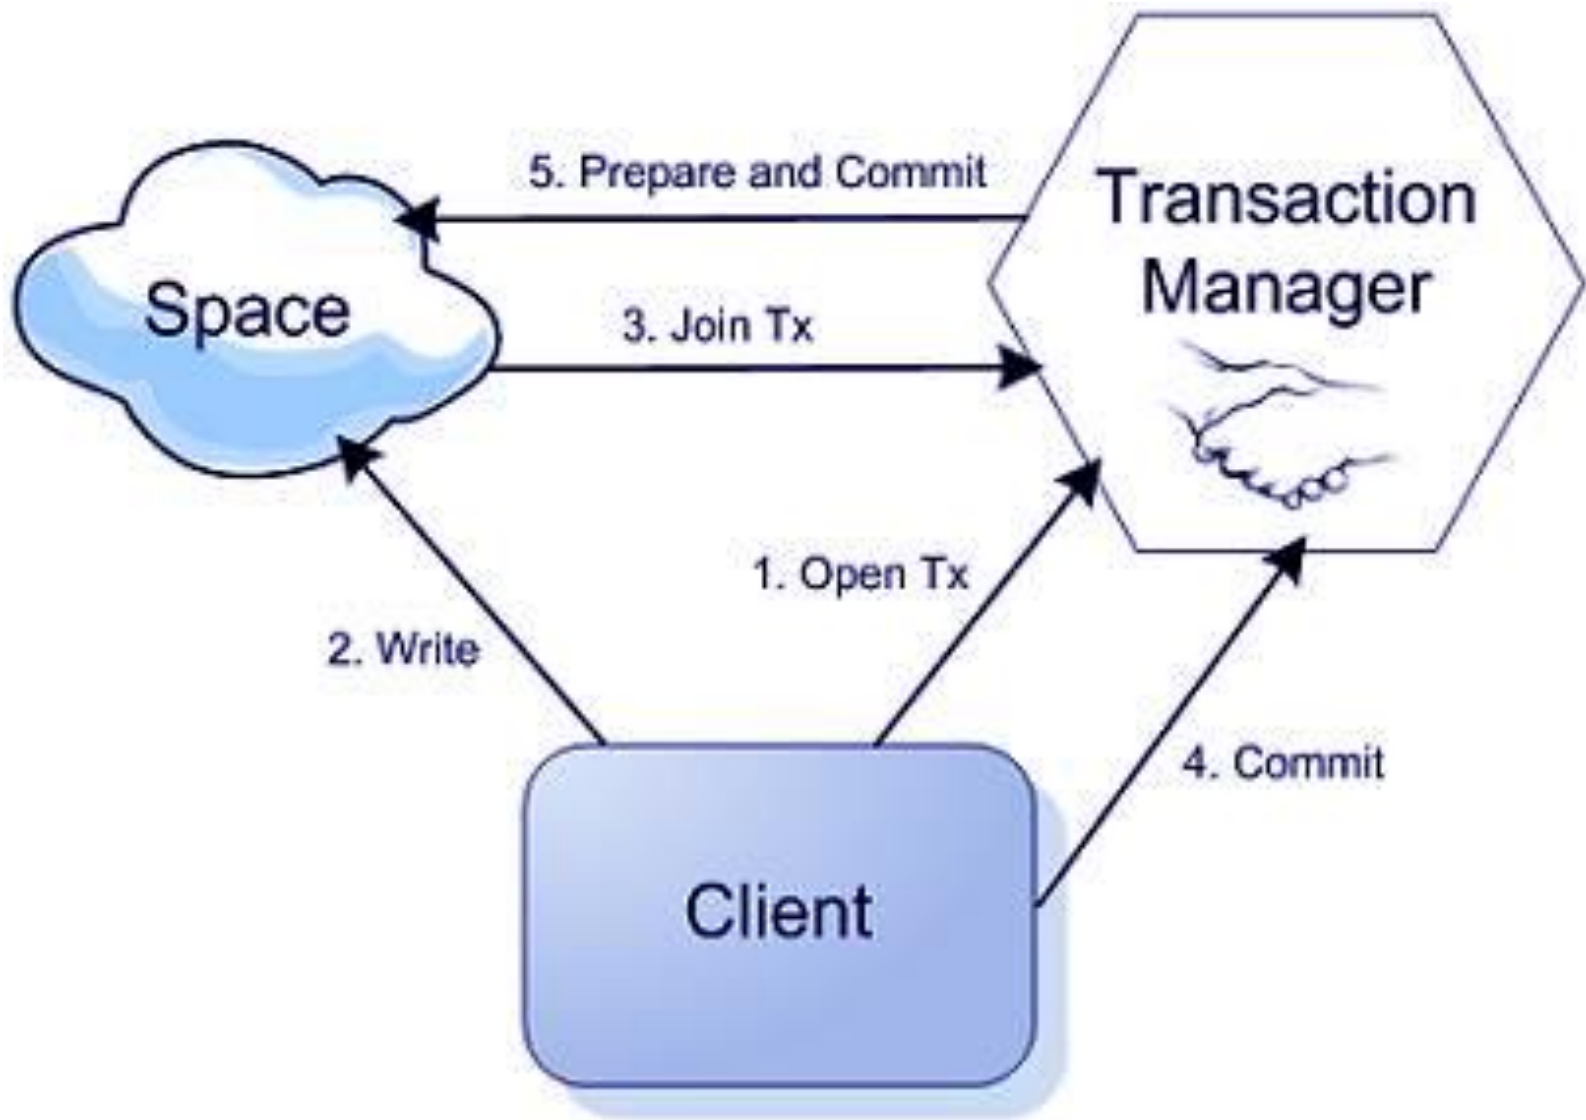 5. Prepare and Commit
Transaction
Manager
Space
3. Join Tx
1. Open Tx
2. Write
4. Commit
Client